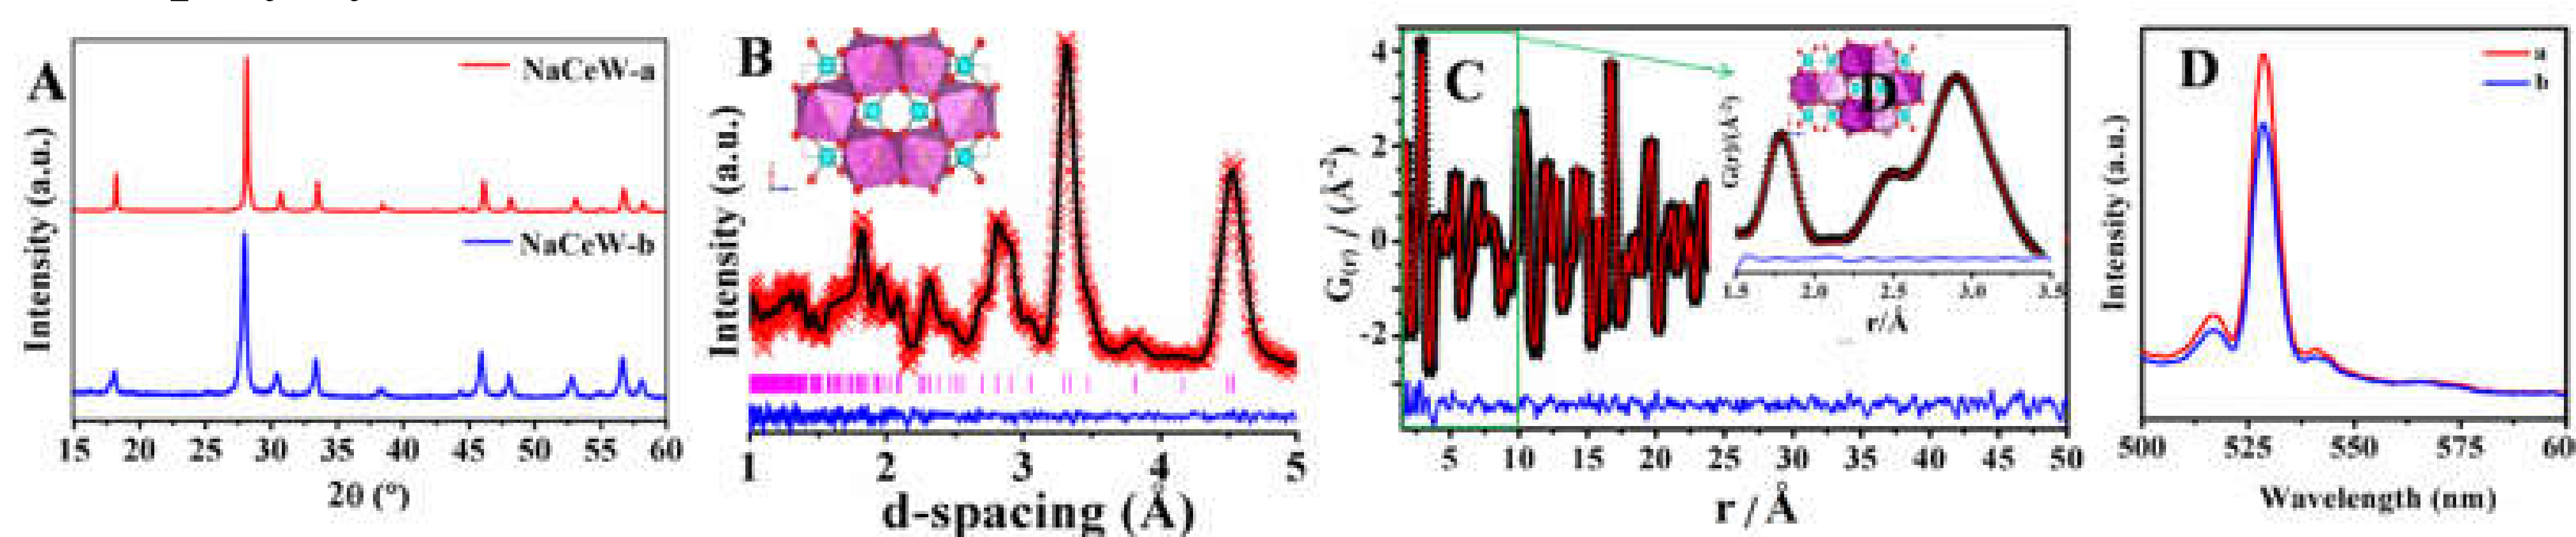 A
NaCeW-a
NaCeW-b
Intensity (a.u.)
15 20 25 30 35 40 45 50 55 60
2θ (°)
B
Intensity (a.u.)
1 2 3 4 5
d-spacing (Å)
C
G(r) / (Å-2)
4
2
0
-2
5 10 15 20 25 30 35 40 45 50
r / Å
D
G(r)/(Å-2)
1.5 2.0 2.5 3.0 3.5
r/Å
D
a
b
Intensity (a.u.)
500 525 550 575 60
Wavelength (nm)